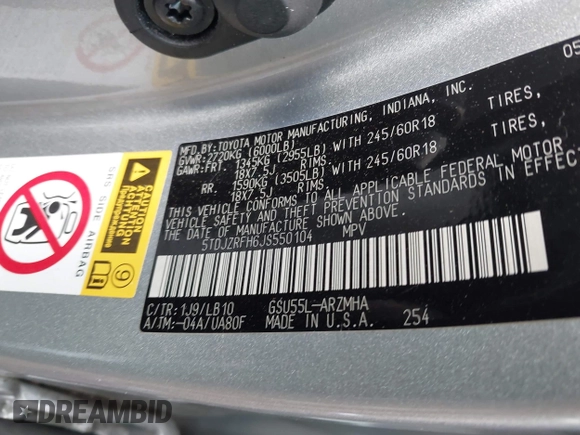 05
MFD.BY:TOYOTA MOTOR MANUFACTURING, INDIANA, INC.
GVWR:2720KG (6000LB)
GAWR:FRT. 1345KG (2955LB) WITH 245/60R18 TIRES,
18X7.5J RIMS.
RR. 1590KG (3505LB) WITH 245/60R18 TIRES,
18X7.5J RIMS.
THIS VEHICLE CONFORMS TO ALL APPLICABLE FEDERAL MOTOR
VEHICLE SAFETY AND THEFT PREVENTION STANDARDS IN EFFECT
THE DATE OF MANUFACTURE SHOWN ABOVE.
5TDJZRFH6JS550104 MPV
C/TR:1J9/LB10 GSU55L-ARZMHA
A/TM:-04A/UA80F MADE IN U.S.A. 254
SRS SIDE AIRBAG
CAUTION
ATTENTION
9
DREAMBID